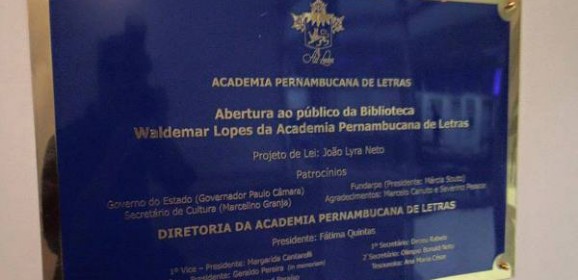 ACADEMIA PERNAMBUCANA DE LETRAS
Abertura ao público da Biblioteca
Waldemar Lopes da Academia Pernambucana de Letras
Projeto de Lei: João Lyra Neto
Patrocínios
Governo do Estado (Governador Paulo Câmara)
Secretário de Cultura (Marcelino Granja)
Fundarpe (Presidente: Márcia Souto)
Agradecimentos: Marcelo Canuto e Severino Pessoa
DIRETORIA DA ACADEMIA PERNAMBUCANA DE LETRAS
Presidente: Fátima Quintas
1ª Vice – Presidente: Margarida Cantarelli
Presidente: Geraldo Pereira (in memoriam)
1º Secretário: Rabelo
2º Secretário: Olímpio Bonald Neto
Tesoureira: Ana Maria César